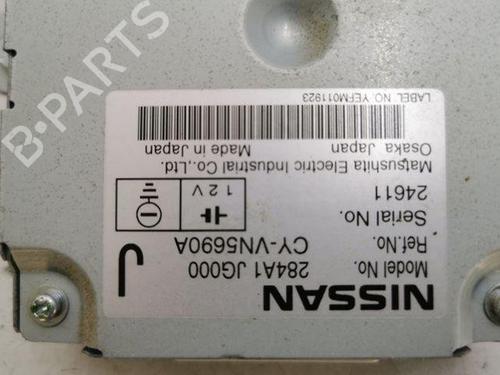 NISSAN
Model No. 284A1 JG000
Ref.No. CY-VN5690A
Serial No. 24611
J
12V
Matsushita Electric Industrial Co.,Ltd.
Osaka Japan Made in Japan
LABEL NO. YEFM011923
B-PARTS